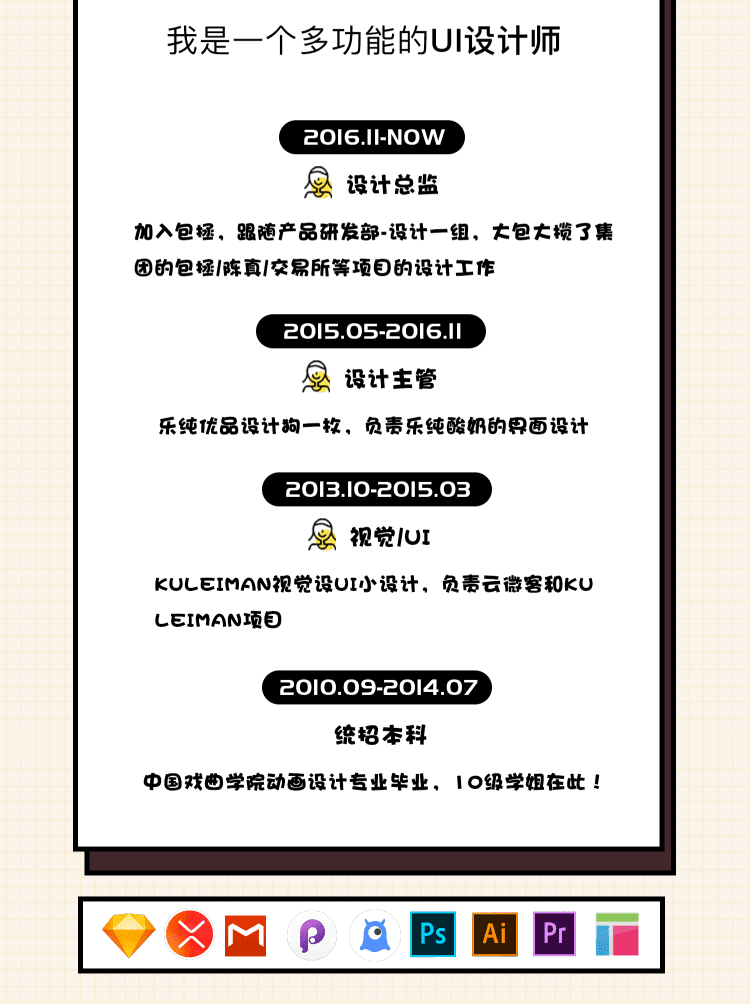 我是一个多功能的UI设计师
2016.11-NOW
设计总监
加入包拯，跟随产品研发部-设计一组，大包大揽了集
团的包拯/陈真/交易所等项目的设计工作
2015.05-2016.11
设计主管
乐纯优品设计狗一枚，负责乐纯酸奶的界面设计
2013.10-2015.03
视觉/UI
KULEIMAN视觉设UI小设计，负责云微客和KU
LEIMAN项目
2010.09-2014.07
统招本科
中国戏曲学院动画设计专业毕业，10级学姐在此！
Ps Ai Pr